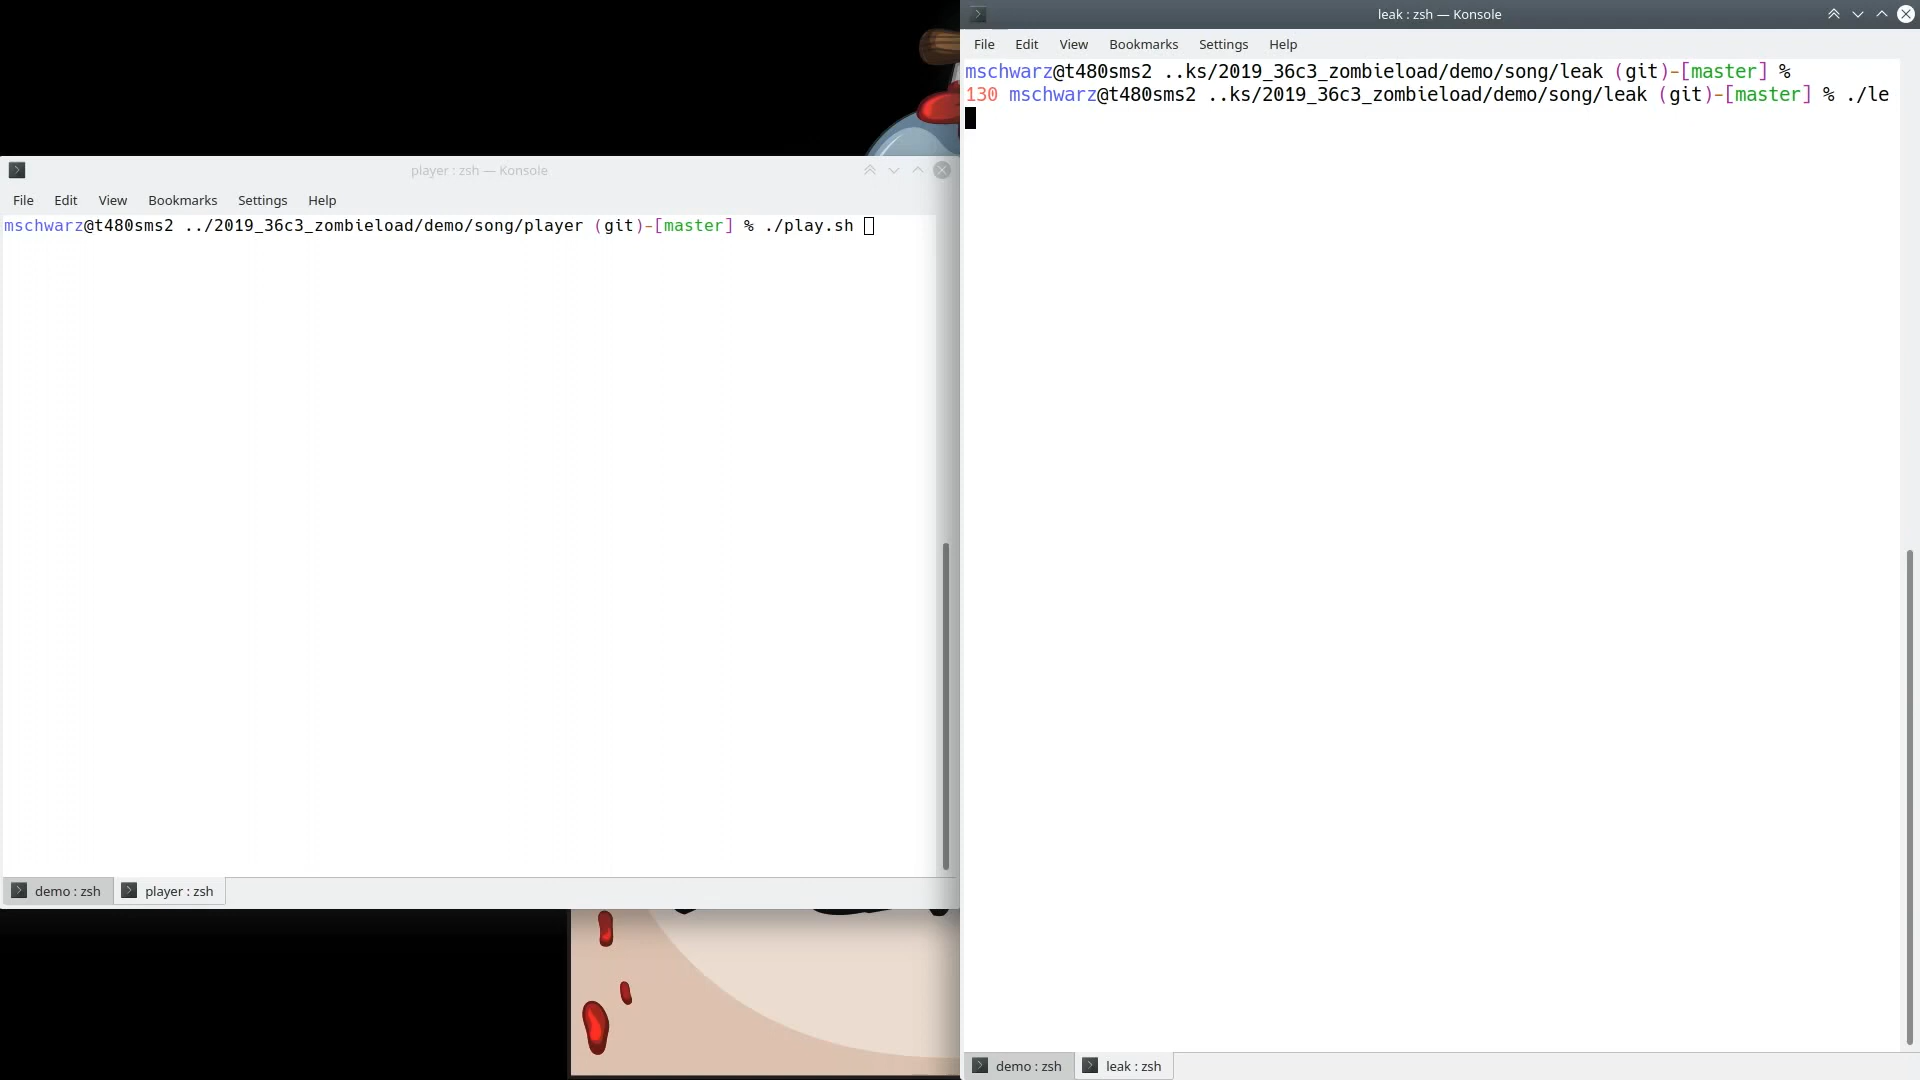 leak : zsh — Konsole
File Edit View Bookmarks Settings Help
mschwarz@t480sms2 ..ks/2019_36c3_zombieload/demo/song/leak (git)-[master] %
130 mschwarz@t480sms2 ..ks/2019_36c3_zombieload/demo/song/leak (git)-[master] % ./le
player : zsh — Konsole
File Edit View Bookmarks Settings Help
mschwarz@t480sms2 ../2019_36c3_zombieload/demo/song/player (git)-[master] % ./play.sh
demo : zsh player : zsh
demo : zsh leak : zsh